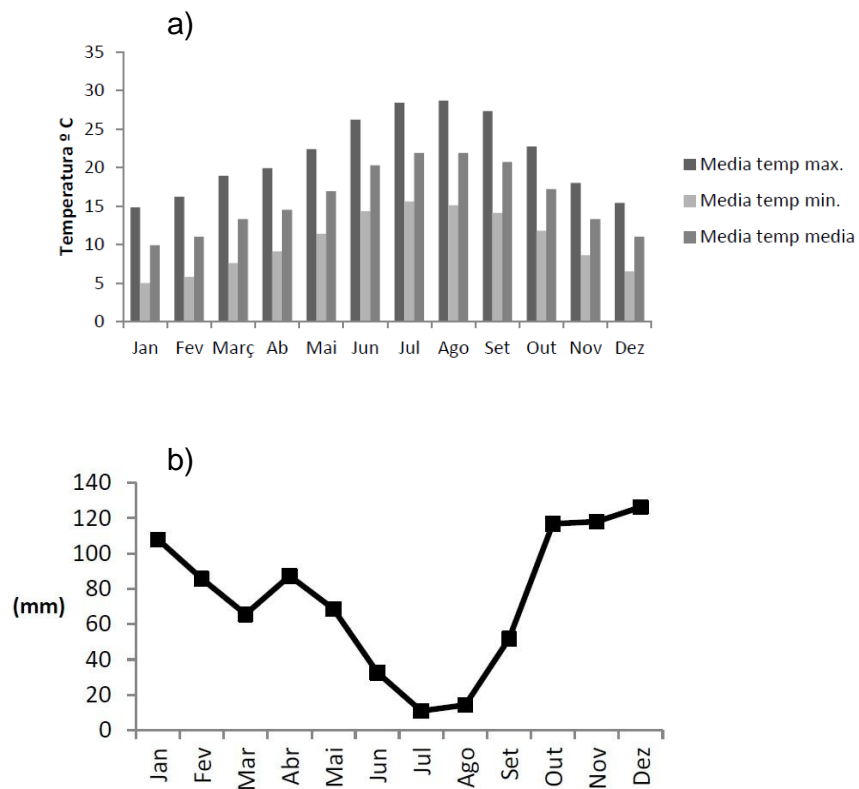 a)
35
30
25
20
15
10
5
0
Temperatura º C
Jan Fev Març Ab Mai Jun Jul Ago Set Out Nov Dez
Media temp max.
Media temp min.
Media temp media
b)
140
120
100
80
60
40
20
0
(mm)
Jan Fev Mar Abr Mai Jun Jul Ago Set Out Nov Dez